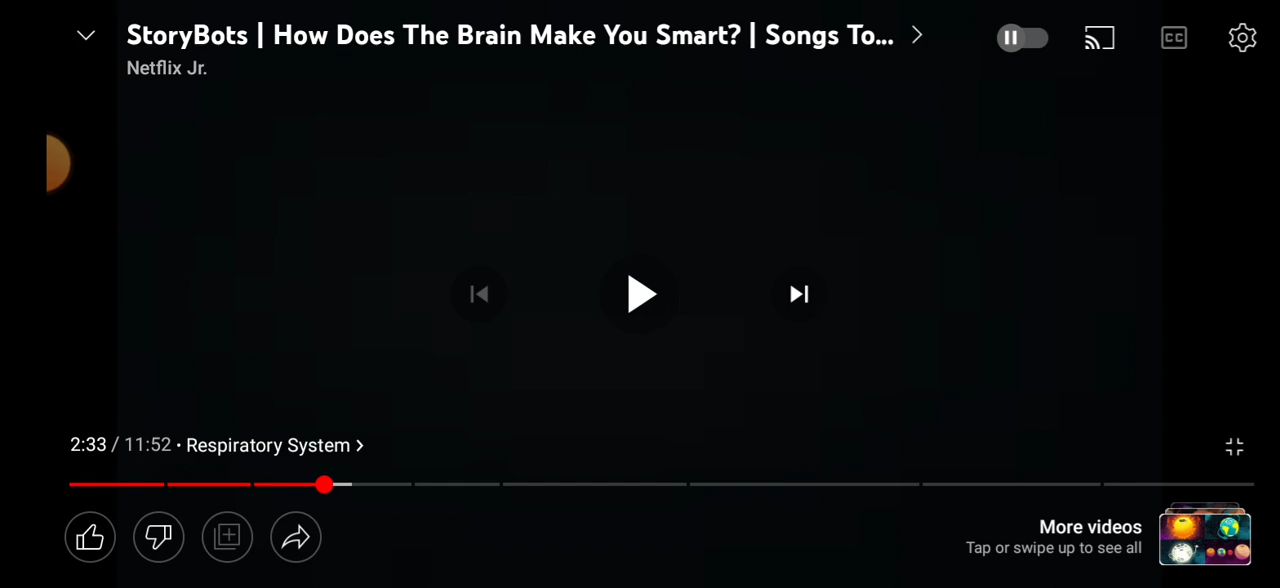 StoryBots | How Does The Brain Make You Smart? | Songs To...
Netflix Jr.
CC
2:33 / 11:52 • Respiratory System
More videos
Tap or swipe up to see all